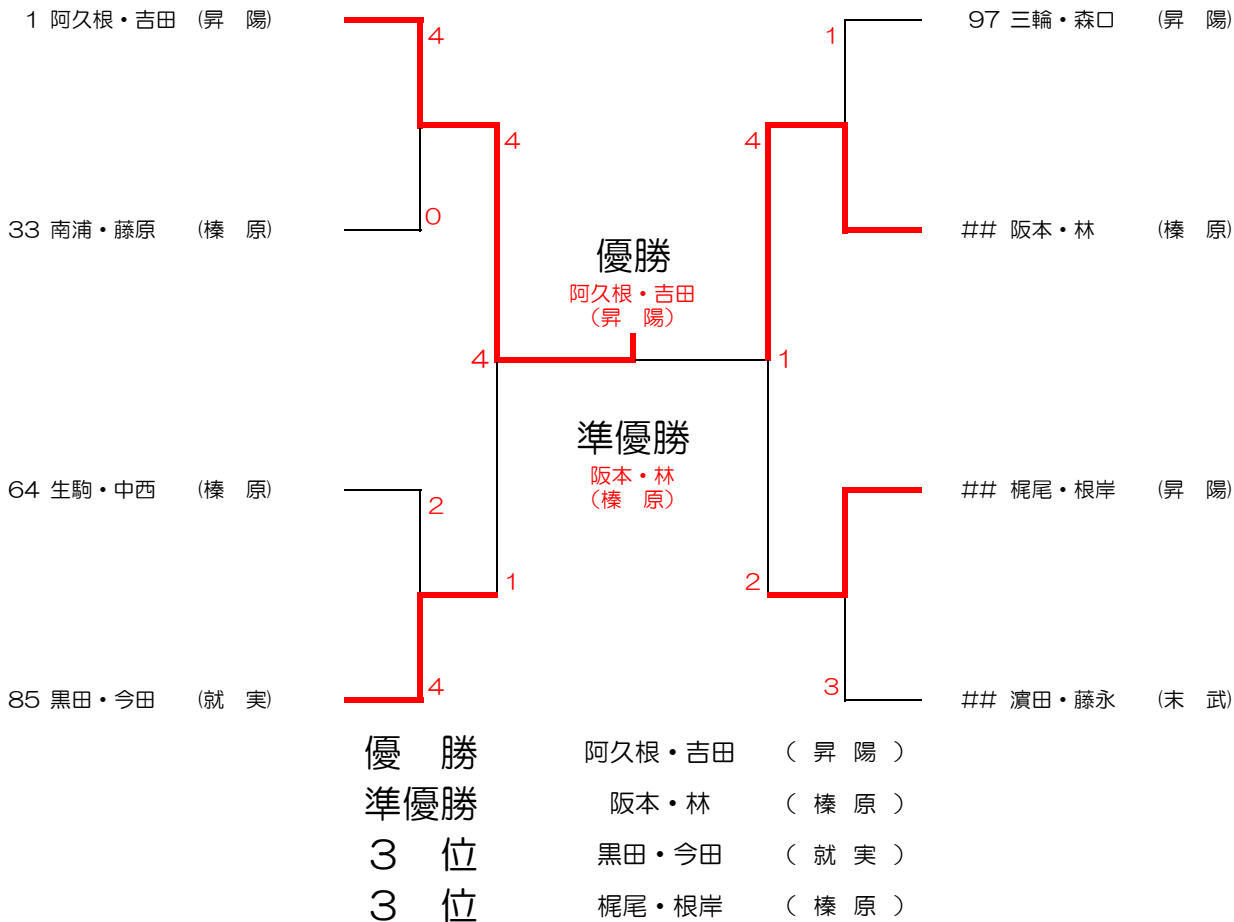 1 阿久根・吉田 (昇 陽)
4
33 南浦・藤原 (榛 原)
0
4
64 生駒・中西 (榛 原)
2
85 黒田・今田 (就 実)
4
1
4
優勝
阿久根・吉田
(昇 陽)
準優勝
阪本・林
(榛 原)
97 三輪・森口 (昇 陽)
1
## 阪本・林 (榛 原)
4
1
## 梶尾・根岸 (昇 陽)
2
## 濵田・藤永 (末 武)
3
優 勝 阿久根・吉田 ( 昇 陽 )
準優勝 阪本・林 ( 榛 原 )
3 位 黒田・今田 ( 就 実 )
3 位 梶尾・根岸 ( 榛 原 )